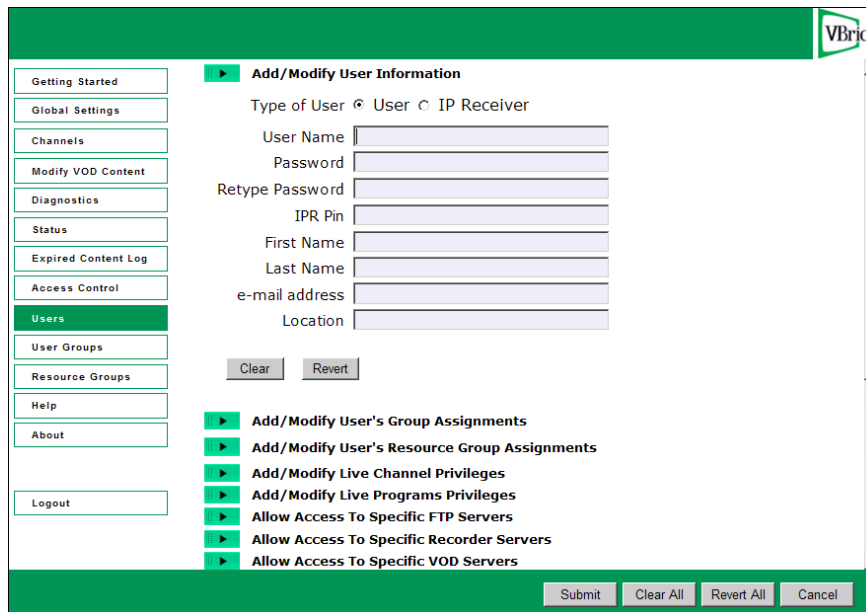 VBric
Getting Started
Global Settings
Channels
Modify VOD Content
Diagnostics
Status
Expired Content Log
Access Control
Users
User Groups
Resource Groups
Help
About
Logout
Add/Modify User Information
Type of User User IP Receiver
User Name
Password
Retype Password
IPR Pin
First Name
Last Name
e-mail address
Location
Clear Revert
Add/Modify User's Group Assignments
Add/Modify User's Resource Group Assignments
Add/Modify Live Channel Privileges
Add/Modify Live Programs Privileges
Allow Access To Specific FTP Servers
Allow Access To Specific Recorder Servers
Allow Access To Specific VOD Servers
Submit Clear All Revert All Cancel